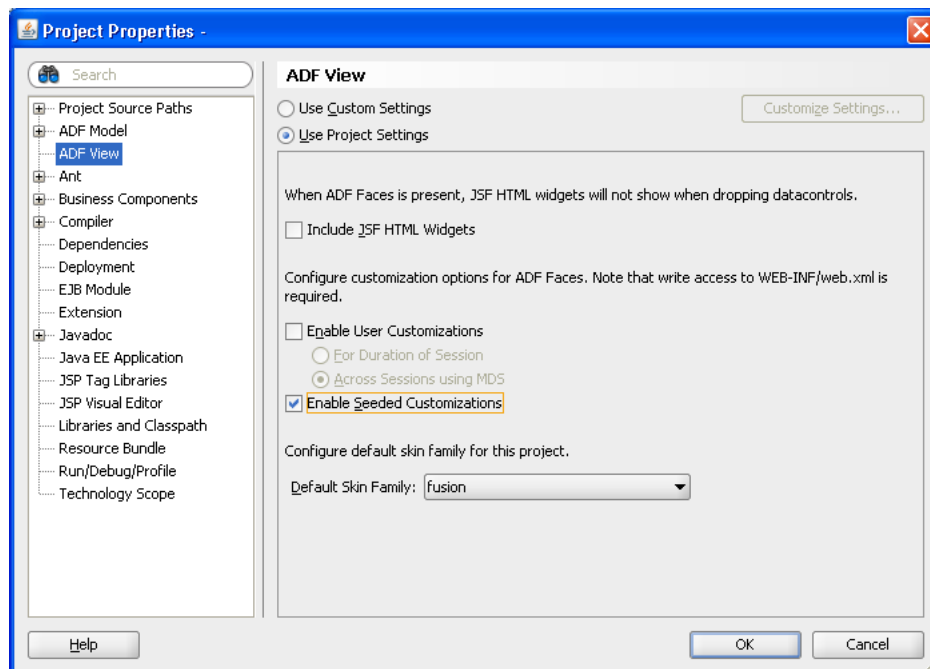 Project Properties -
Search
Project Source Paths
ADF Model
ADF View
Ant
Business Components
Compiler
Dependencies
Deployment
EJB Module
Extension
Javadoc
Java EE Application
JSP Tag Libraries
JSP Visual Editor
Libraries and Classpath
Resource Bundle
Run/Debug/Profile
Technology Scope
ADF View
Use Custom Settings
Customize Settings...
Use Project Settings
When ADF Faces is present, JSF HTML widgets will not show when dropping datacontrols.
Include JSF HTML Widgets
Configure customization options for ADF Faces. Note that write access to WEB-INF/web.xml is
required.
Enable User Customizations
For Duration of Session
Across Sessions using MDS
Enable Seeded Customizations
Configure default skin family for this project.
Default Skin Family: fusion
Help
OK
Cancel